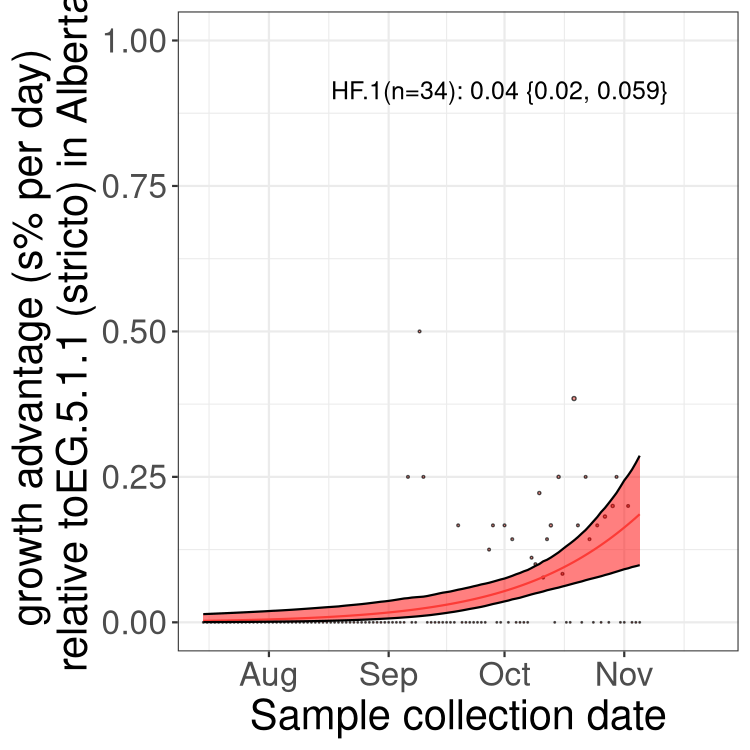 growth advantage (s% per day)
relative toEG.5.1.1 (stricto) in Alberta
1.00
0.75
0.50
0.25
0.00
HF.1(n=34): 0.04 {0.02, 0.059}
Aug Sep Oct Nov
Sample collection date